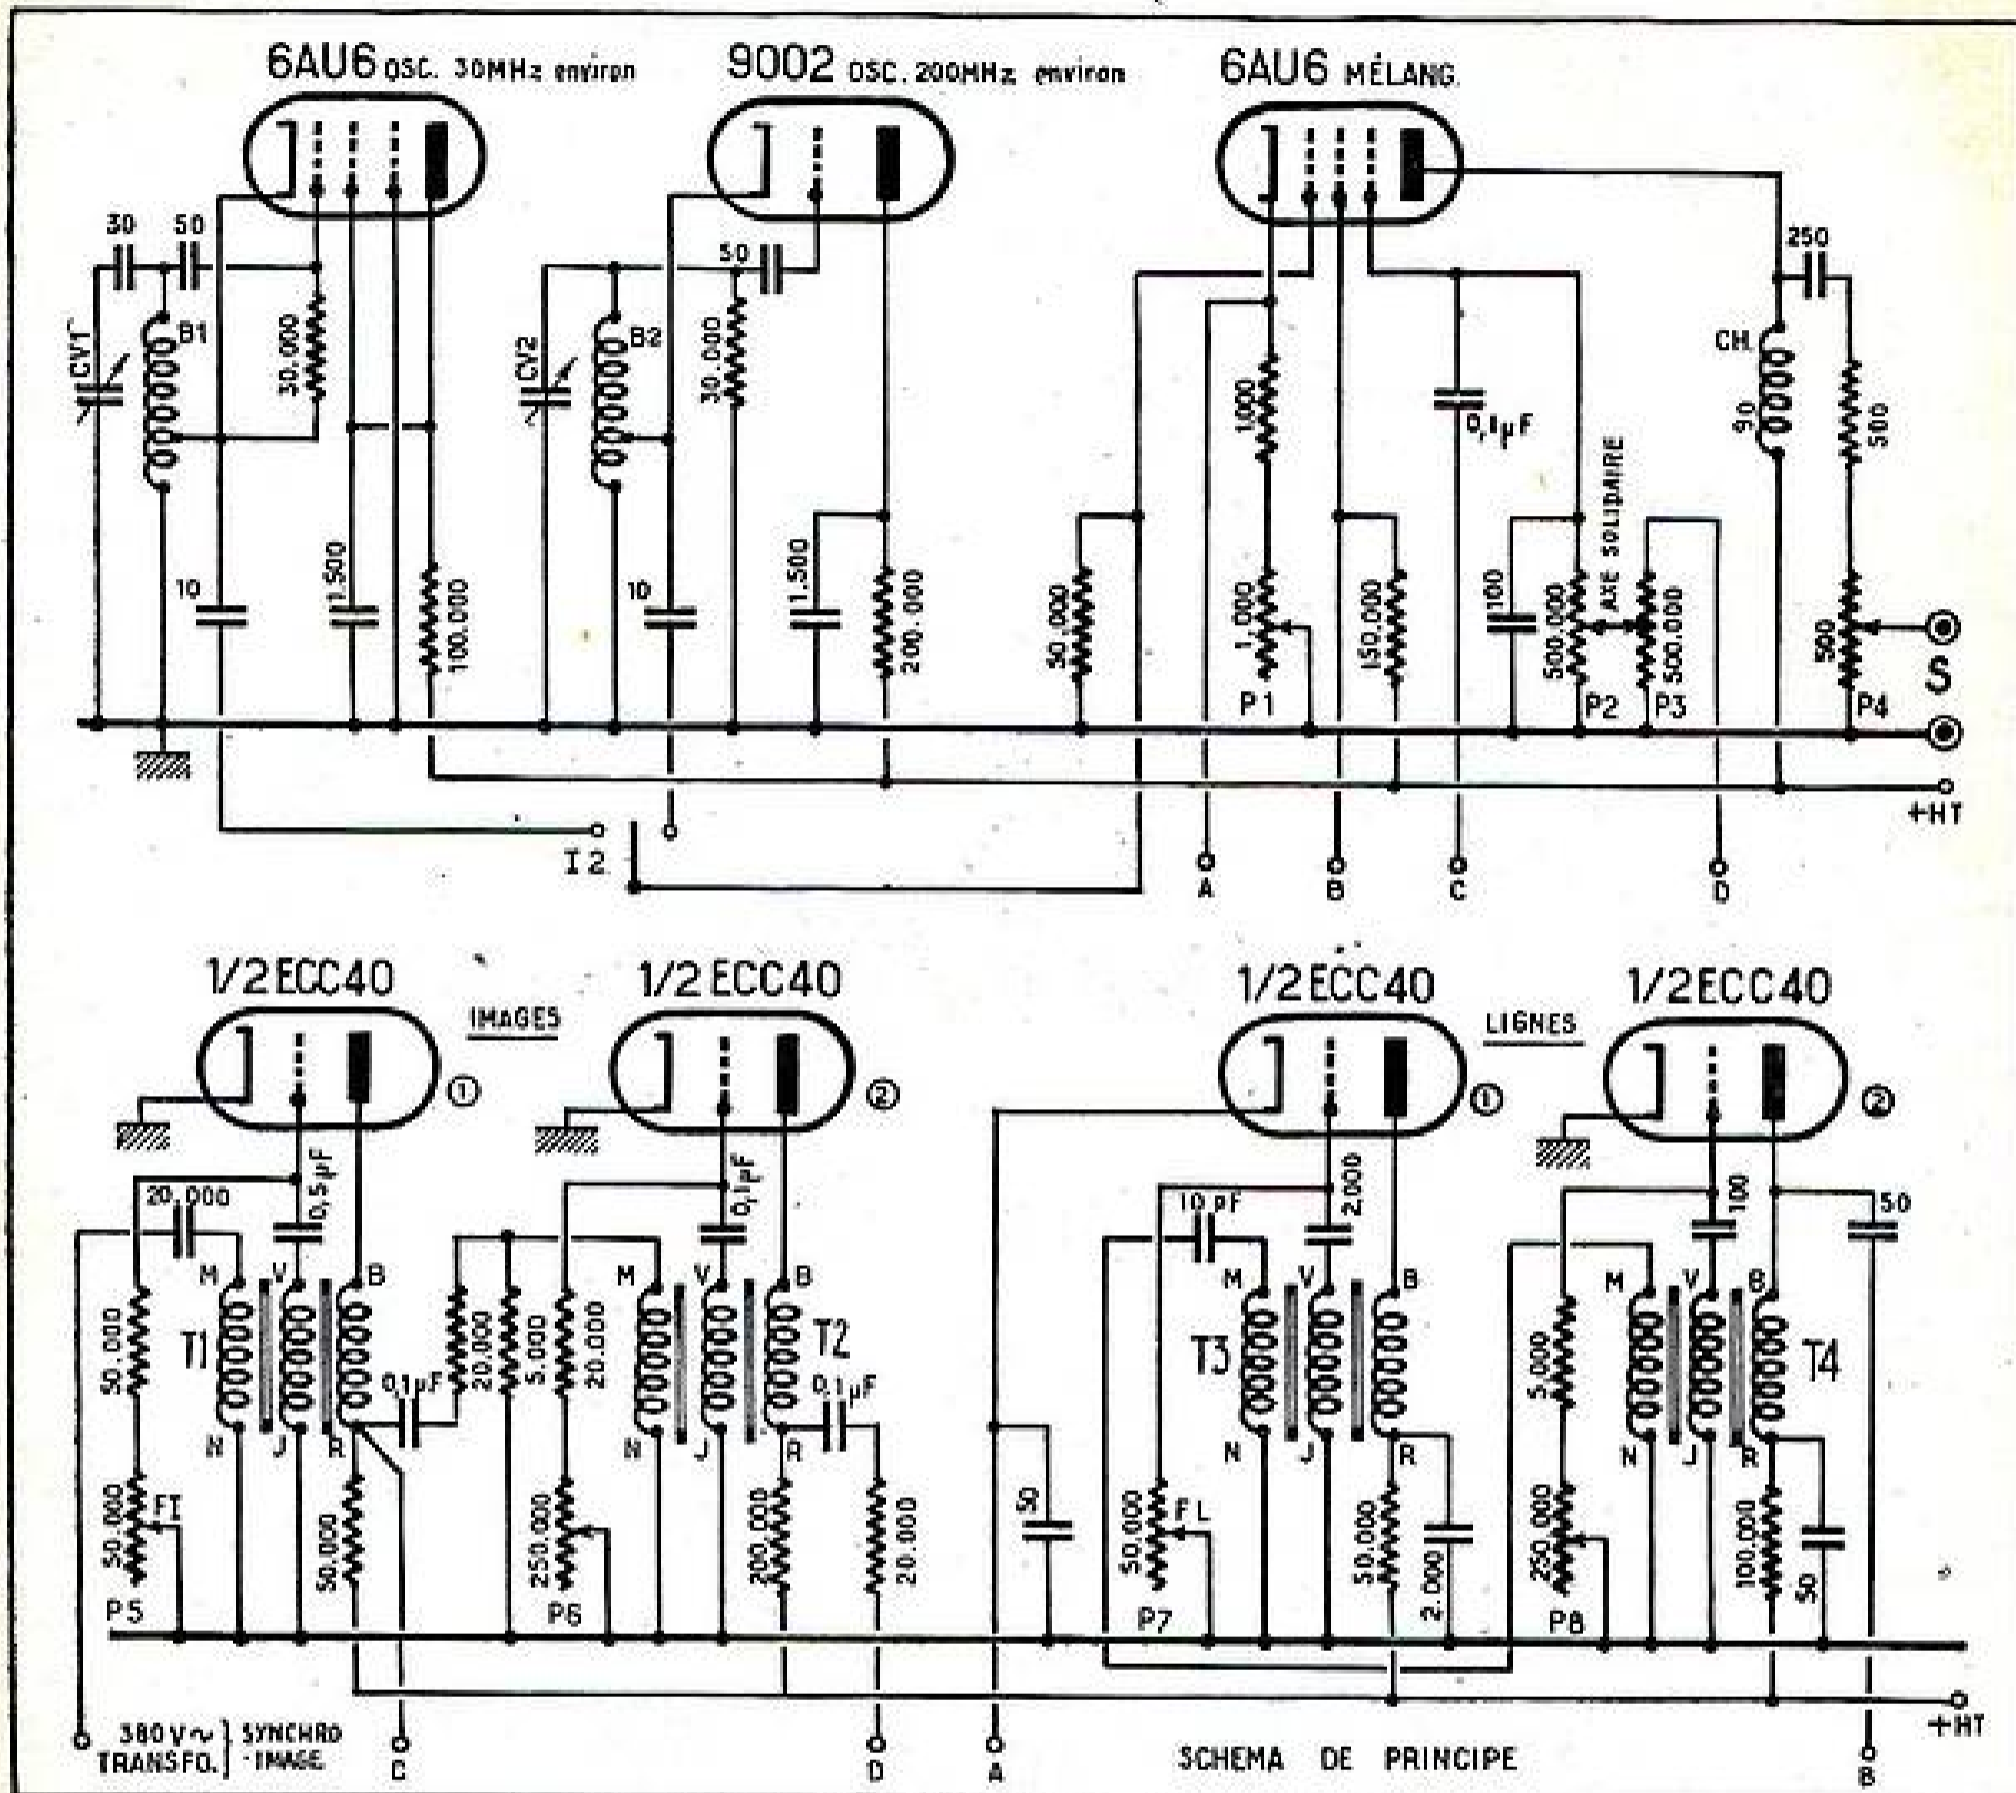 6AU6 OSC. 30MHz environ
9002 OSC. 200MHz environ
6AU6 MÉLANG.
30
50
CV1
B1
30.000
10
1.500
100.000
50
CV2
B2
30.000
10
1.500
200.000
50.000
1.000
1.000
P1
150.000
0,1µF
100
500.000
P2
AXE SOLIDAIRE
500.000
P3
250
CH.
90
500
500
P4
S
+HT
I2
A
B
C
D
1/2 ECC40
IMAGES
1/2 ECC40
1/2 ECC40
LIGNES
1/2 ECC40
1
2
1
2
20.000
0,5µF
M
V
B
50.000
T1
N
J
R
0,1µF
50.000
P5
50.000
20.000
5.000
20.000
0,1µF
M
V
B
T2
0,1µF
N
J
R
250.000
P6
200.000
20.000
50
10 pF
2.000
M
V
B
T3
N
J
R
50.000
FL
P7
50.000
2.000
100
50
M
V
B
5.000
T4
N
J
R
250.000
P8
100.000
50
380V~ } SYNCHRO
TRANSFO. } -IMAGE
C
D
A
SCHEMA DE PRINCIPE
B
+HT